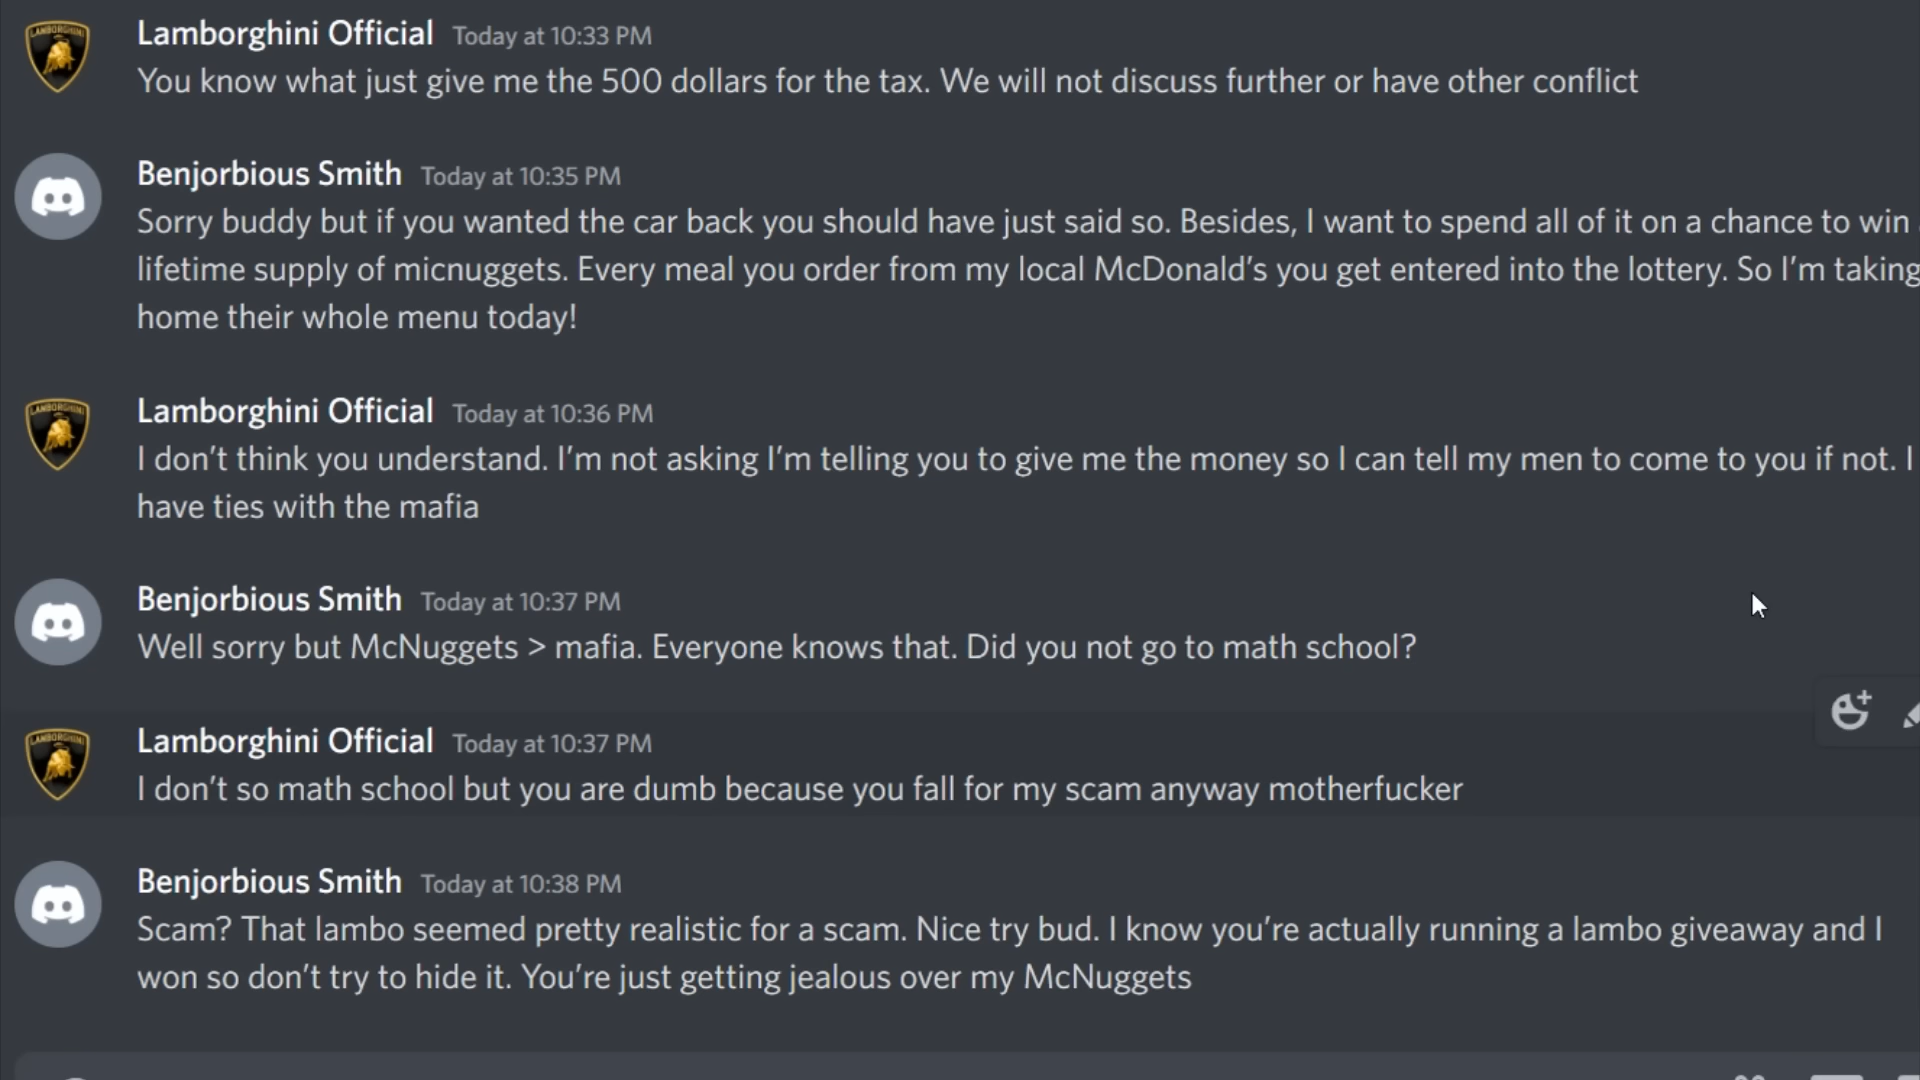 Lamborghini Official Today at 10:33 PM
You know what just give me the 500 dollars for the tax. We will not discuss further or have other conflict
Benjorbious Smith Today at 10:35 PM
Sorry buddy but if you wanted the car back you should have just said so. Besides, I want to spend all of it on a chance to win
lifetime supply of micnuggets. Every meal you order from my local McDonald's you get entered into the lottery. So I'm taking
home their whole menu today!
LAMBORGHINI
Lamborghini Official Today at 10:36 PM
I don't think you understand. I'm not asking I'm telling you to give me the money so I can tell my men to come to you if not. I
have ties with the mafia
Benjorbious Smith Today at 10:37 PM
Well sorry but McNuggets > mafia. Everyone knows that. Did you not go to math school?
LAMBORGHINI
Lamborghini Official Today at 10:37 PM
I don't so math school but you are dumb because you fall for my scam anyway motherfucker
Benjorbious Smith Today at 10:38 PM
Scam? That lambo seemed pretty realistic for a scam. Nice try bud. I know you're actually running a lambo giveaway and I
won so don't try to hide it. You're just getting jealous over my McNuggets